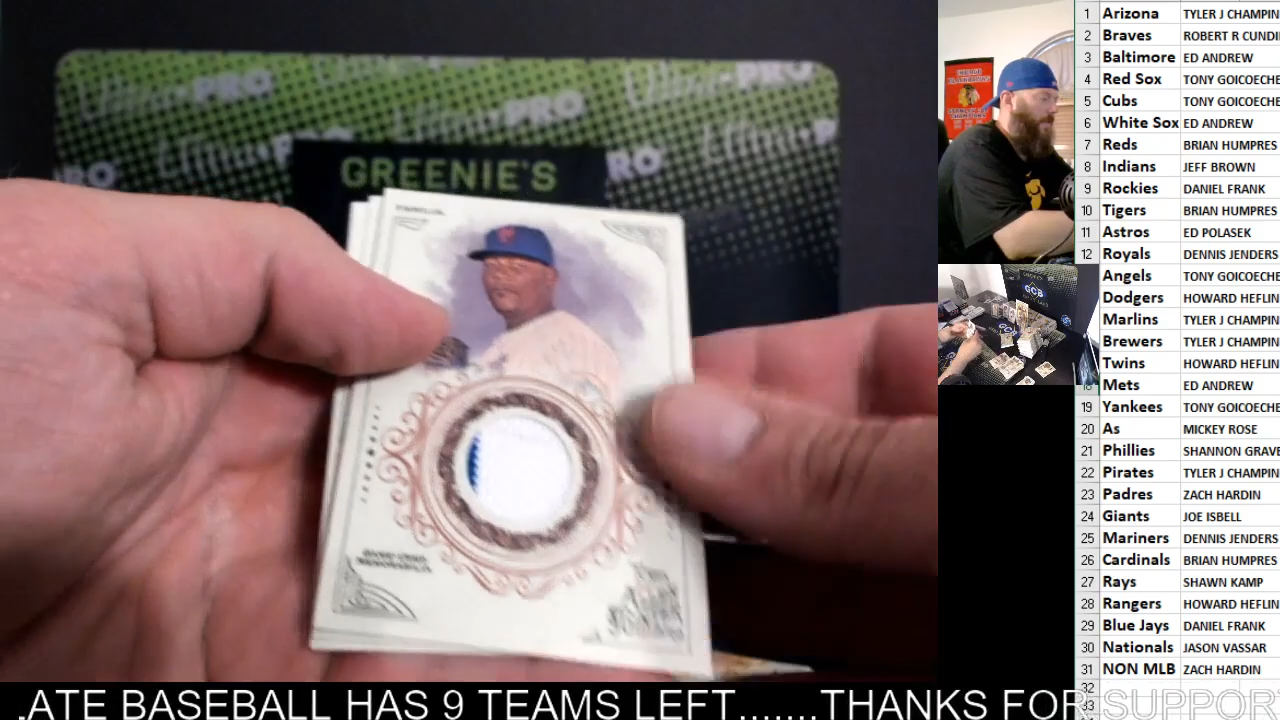 PRO
PRO
PRO
RO
GREENIE'S
GCB
1 Arizona TYLER J CHAMPIN
2 Braves ROBERT R CUNDI
3 Baltimore ED ANDREW
4 Red Sox TONY GOICOECHE
5 Cubs TONY GOICOECHE
6 White Sox ED ANDREW
7 Reds BRIAN HUMPRES
8 Indians JEFF BROWN
9 Rockies DANIEL FRANK
10 Tigers BRIAN HUMPRES
11 Astros ED POLASEK
12 Royals DENNIS JENDERS
Angels TONY GOICOECHE
Dodgers HOWARD HEFLIN
Marlins TYLER J CHAMPIN
Brewers TYLER J CHAMPIN
Twins HOWARD HEFLIN
Mets ED ANDREW
19 Yankees TONY GOICOECHE
20 As MICKEY ROSE
21 Phillies SHANNON GRAVE
22 Pirates TYLER J CHAMPIN
23 Padres ZACH HARDIN
24 Giants JOE ISBELL
25 Mariners DENNIS JENDERS
26 Cardinals BRIAN HUMPRES
27 Rays SHAWN KAMP
28 Rangers HOWARD HEFLIN
29 Blue Jays DANIEL FRANK
30 Nationals JASON VASSAR
31 NON MLB ZACH HARDIN
32
33
.ATE BASEBALL HAS 9 TEAMS LEFT.......THANKS FOR SUPPORT